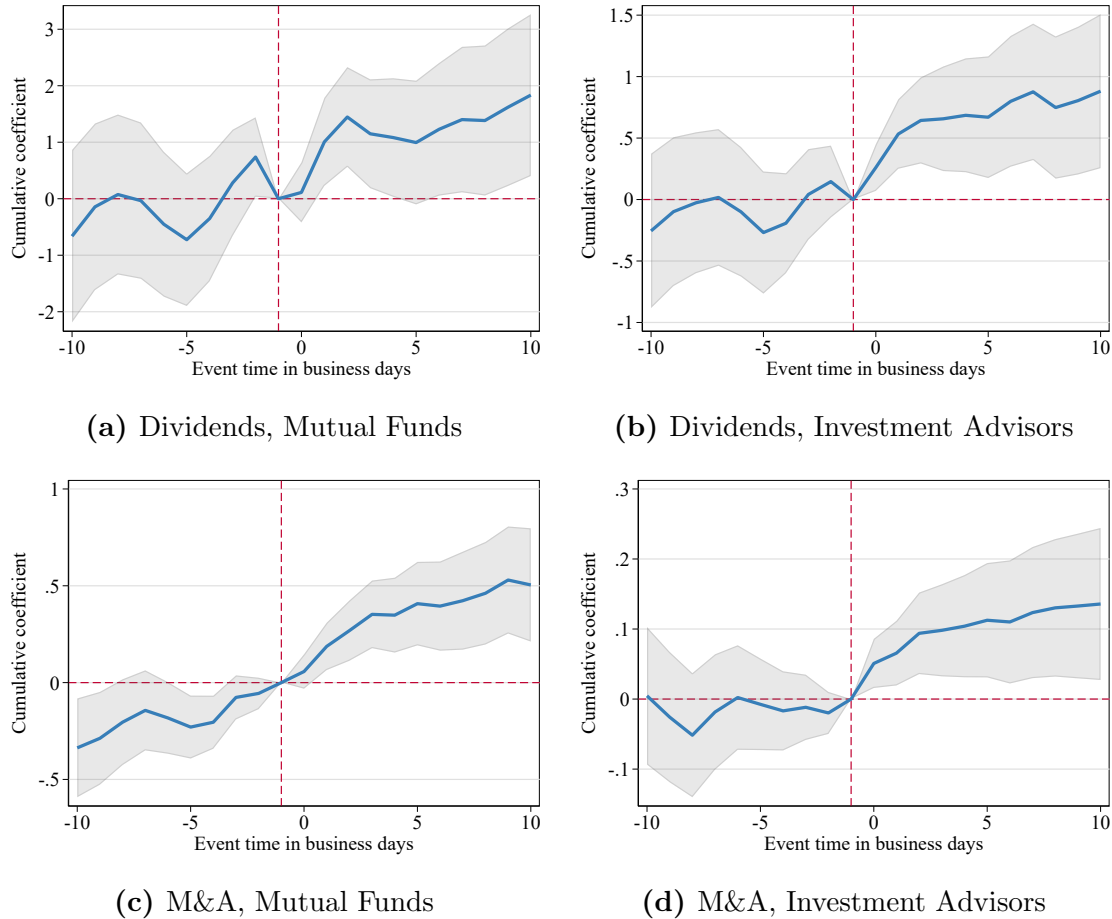 3
2
1
0
-1
-2
Cumulative coefficient
-10 -5 0 5 10
Event time in business days
(a) Dividends, Mutual Funds
1.5
1
.5
0
-.5
-1
Cumulative coefficient
-10 -5 0 5 10
Event time in business days
(b) Dividends, Investment Advisors
1
.5
0
-.5
Cumulative coefficient
-10 -5 0 5 10
Event time in business days
(c) M&A, Mutual Funds
.3
.2
.1
0
-.1
Cumulative coefficient
-10 -5 0 5 10
Event time in business days
(d) M&A, Investment Advisors